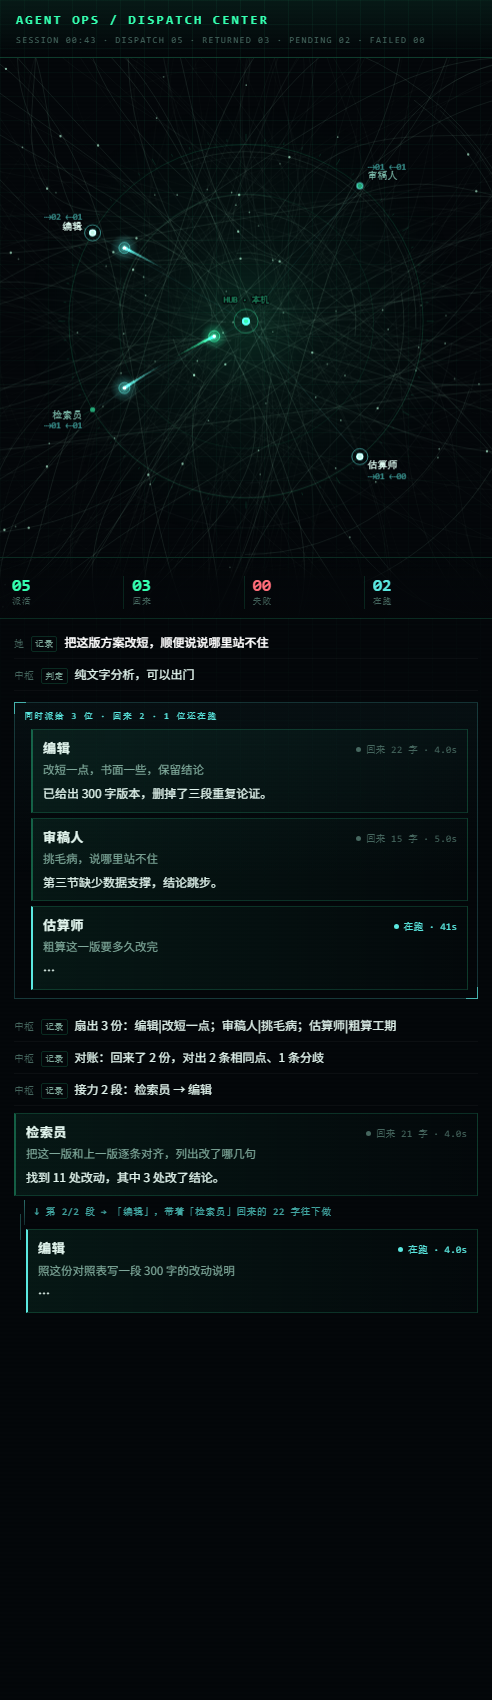 AGENT OPS / DISPATCH CENTER
SESSION 00:43 · DISPATCH 05 · RETURNED 03 · PENDING 02 · FAILED 00
→01 ←01
审稿人
→02 ←01
编辑
HUB · 本机
检索员
→01 ←01
估算师
→01 ←00
05
派活
03
回来
00
失败
02
在跑
她 记录 把这版方案改短，顺便说说哪里站不住
中枢 判定 纯文字分析，可以出门
同时派给 3 位 · 回来 2 · 1 位还在跑
编辑
回来 22 字 · 4.0s
改短一点，书面一些，保留结论
已给出 300 字版本，删掉了三段重复论证。
审稿人
回来 15 字 · 5.0s
挑毛病，说哪里站不住
第三节缺少数据支撑，结论跳步。
估算师
在跑 · 41s
粗算这一版要多久改完
…
中枢 记录 扇出 3 份：编辑|改短一点；审稿人|挑毛病；估算师|粗算工期
中枢 记录 对账：回来了 2 份，对出 2 条相同点、1 条分歧
中枢 记录 接力 2 段：检索员 → 编辑
检索员
回来 21 字 · 4.0s
把这一版和上一版逐条对齐，列出改了哪几句
找到 11 处改动，其中 3 处改了结论。
↓ 第 2/2 段 → 「编辑」，带着「检索员」回来的 22 字往下做
编辑
在跑 · 4.0s
照这份对照表写一段 300 字的改动说明
…